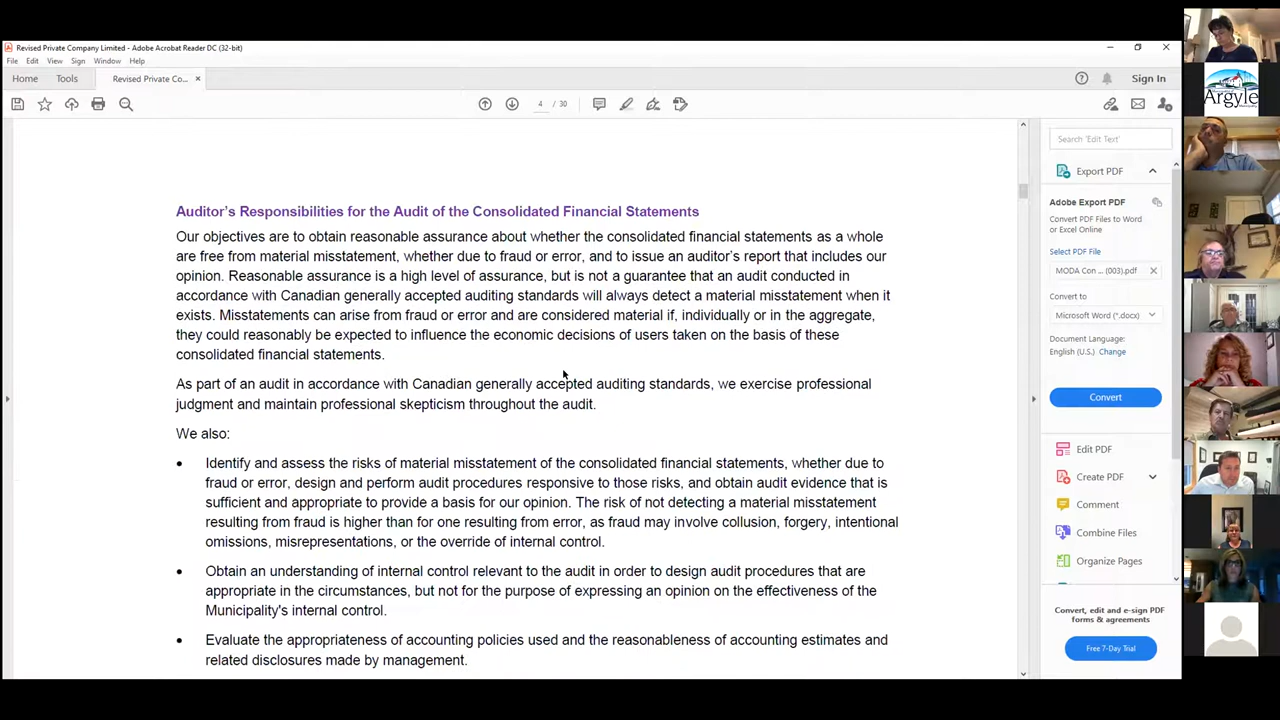 Revised Private Company Limited - Adobe Acrobat Reader DC (32-bit)
File Edit View Sign Window Help
Home Tools Revised Private Co... × Sign In
4 / 30
Auditor's Responsibilities for the Audit of the Consolidated Financial Statements
Our objectives are to obtain reasonable assurance about whether the consolidated financial statements as a whole
are free from material misstatement, whether due to fraud or error, and to issue an auditor's report that includes our
opinion. Reasonable assurance is a high level of assurance, but is not a guarantee that an audit conducted in
accordance with Canadian generally accepted auditing standards will always detect a material misstatement when it
exists. Misstatements can arise from fraud or error and are considered material if, individually or in the aggregate,
they could reasonably be expected to influence the economic decisions of users taken on the basis of these
consolidated financial statements.
As part of an audit in accordance with Canadian generally accepted auditing standards, we exercise professional
judgment and maintain professional skepticism throughout the audit.
We also:
• Identify and assess the risks of material misstatement of the consolidated financial statements, whether due to
fraud or error, design and perform audit procedures responsive to those risks, and obtain audit evidence that is
sufficient and appropriate to provide a basis for our opinion. The risk of not detecting a material misstatement
resulting from fraud is higher than for one resulting from error, as fraud may involve collusion, forgery, intentional
omissions, misrepresentations, or the override of internal control.
• Obtain an understanding of internal control relevant to the audit in order to design audit procedures that are
appropriate in the circumstances, but not for the purpose of expressing an opinion on the effectiveness of the
Municipality's internal control.
• Evaluate the appropriateness of accounting policies used and the reasonableness of accounting estimates and
related disclosures made by management.
Search 'Edit Text'
Export PDF
Adobe Export PDF
Convert PDF Files to Word
or Excel Online
Select PDF File
MODA Con ... (003).pdf ×
Convert to
Microsoft Word (*.docx)
Document Language:
English (U.S.) Change
Convert
Edit PDF
Create PDF
Comment
Combine Files
Organize Pages
Convert, edit and e-sign PDF
forms & agreements
Free 7-Day Trial
Argyle